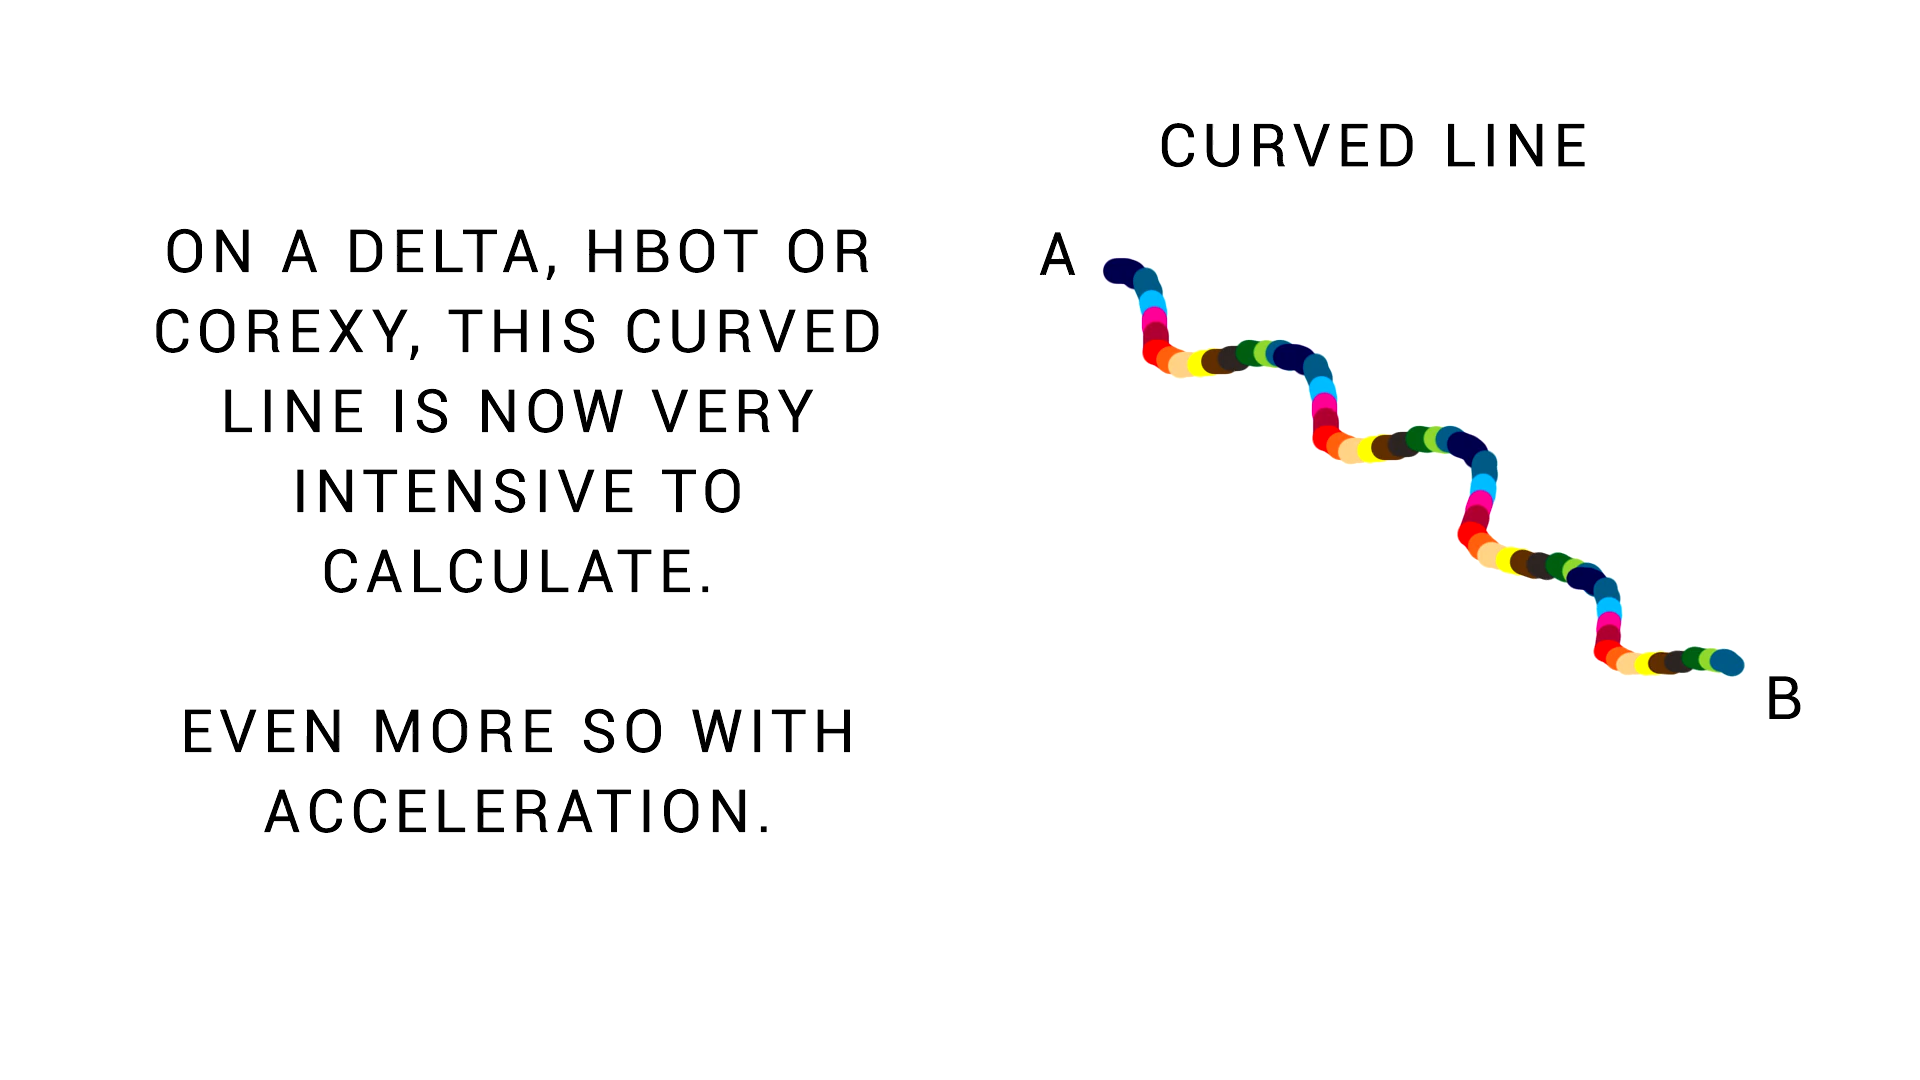 ON A DELTA, HBOT OR
COREXY, THIS CURVED
LINE IS NOW VERY
INTENSIVE TO
CALCULATE.
EVEN MORE SO WITH
ACCELERATION.
CURVED LINE
A
B